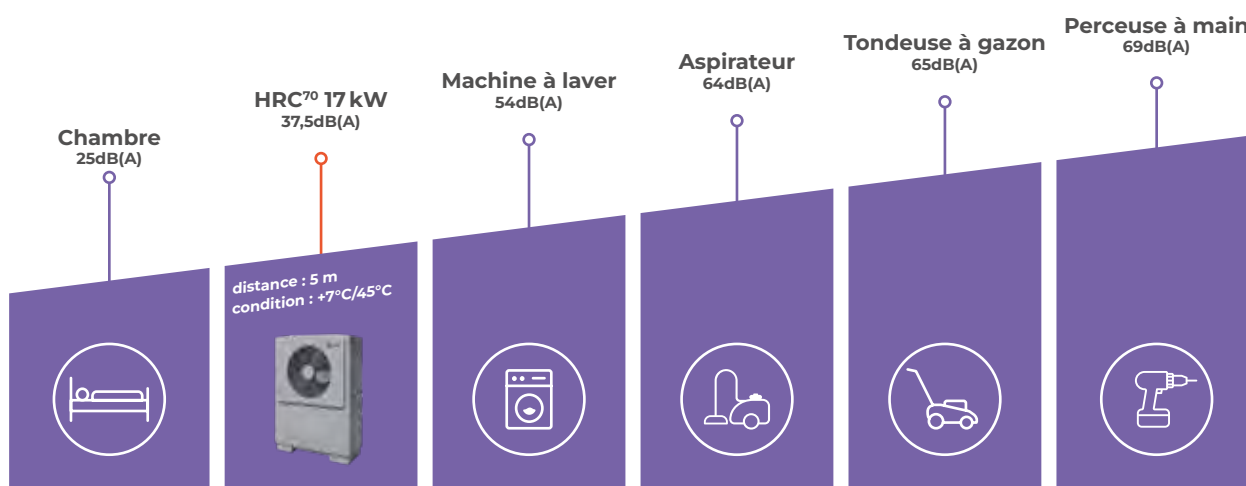 Chambre
25dB(A)
HRC⁷⁰ 17 kW
37,5dB(A)
distance : 5 m
condition : +7°C/45°C
Machine à laver
54dB(A)
Aspirateur
64dB(A)
Tondeuse à gazon
65dB(A)
Perceuse à main
69dB(A)